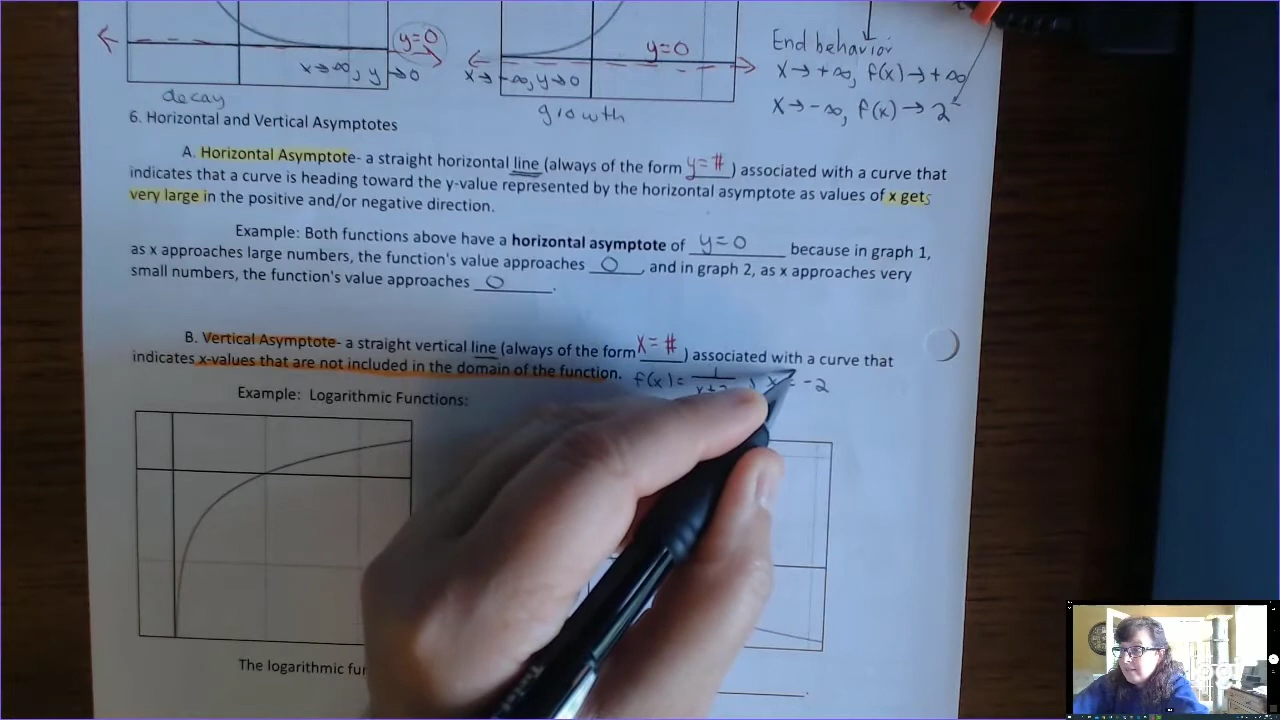 y=0
x→∞, y→0
decay
y=0
x→-∞, y→0
growth
End behavior
x→+∞, f(x)→+∞
x→-∞, f(x)→2
6. Horizontal and Vertical Asymptotes
A. Horizontal Asymptote- a straight horizontal line (always of the form y=#) associated with a curve that
indicates that a curve is heading toward the y-value represented by the horizontal asymptote as values of x gets
very large in the positive and/or negative direction.
Example: Both functions above have a horizontal asymptote of y=0 because in graph 1,
as x approaches large numbers, the function's value approaches 0, and in graph 2, as x approaches very
small numbers, the function's value approaches 0.
B. Vertical Asymptote- a straight vertical line (always of the form x=#) associated with a curve that
indicates x-values that are not included in the domain of the function. f(x)= 1/x+2, x = -2
Example: Logarithmic Functions:
The logarithmic